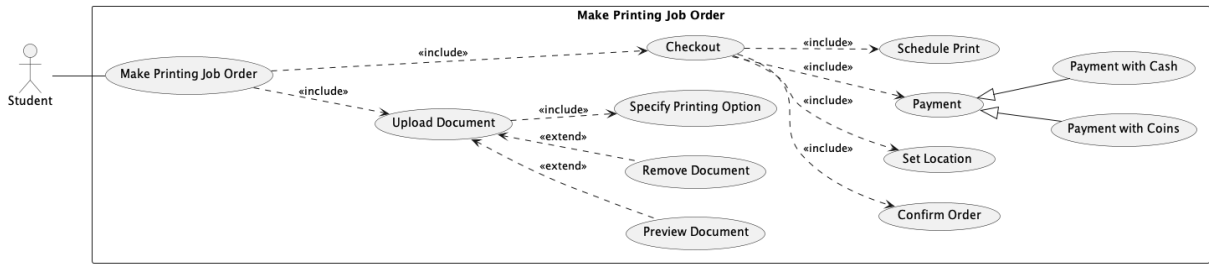 Make Printing Job Order
Student
Make Printing Job Order
«include»
«include»
Upload Document
Checkout
«include»
Specify Printing Option
«extend»
Remove Document
«extend»
Preview Document
«include»
Schedule Print
«include»
Payment
«include»
Set Location
«include»
Confirm Order
Payment with Cash
Payment with Coins